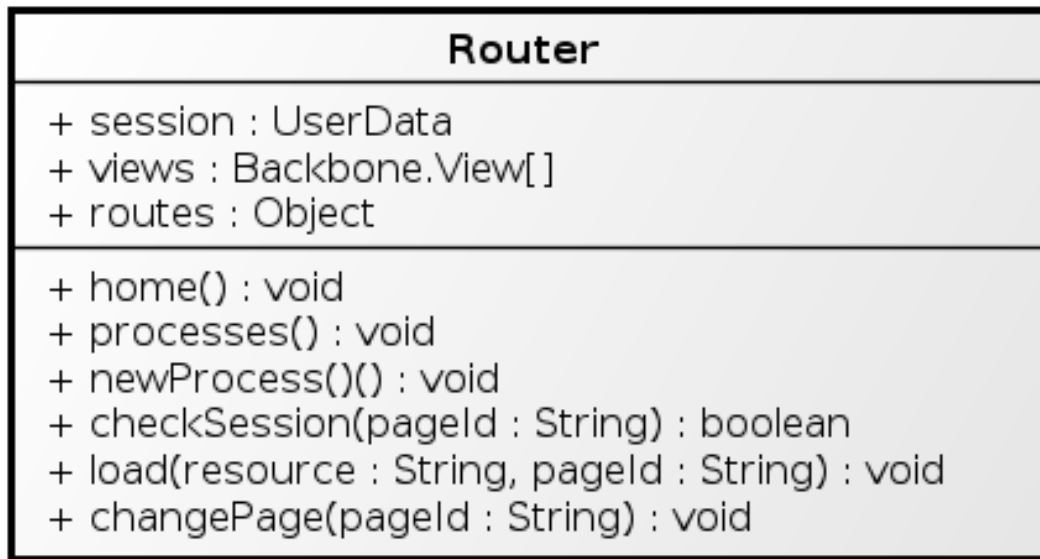 Router
+ session : UserData
+ views : Backbone.View[]
+ routes : Object
+ home() : void
+ processes() : void
+ newProcess()() : void
+ checkSession(pageId : String) : boolean
+ load(resource : String, pageId : String) : void
+ changePage(pageId : String) : void